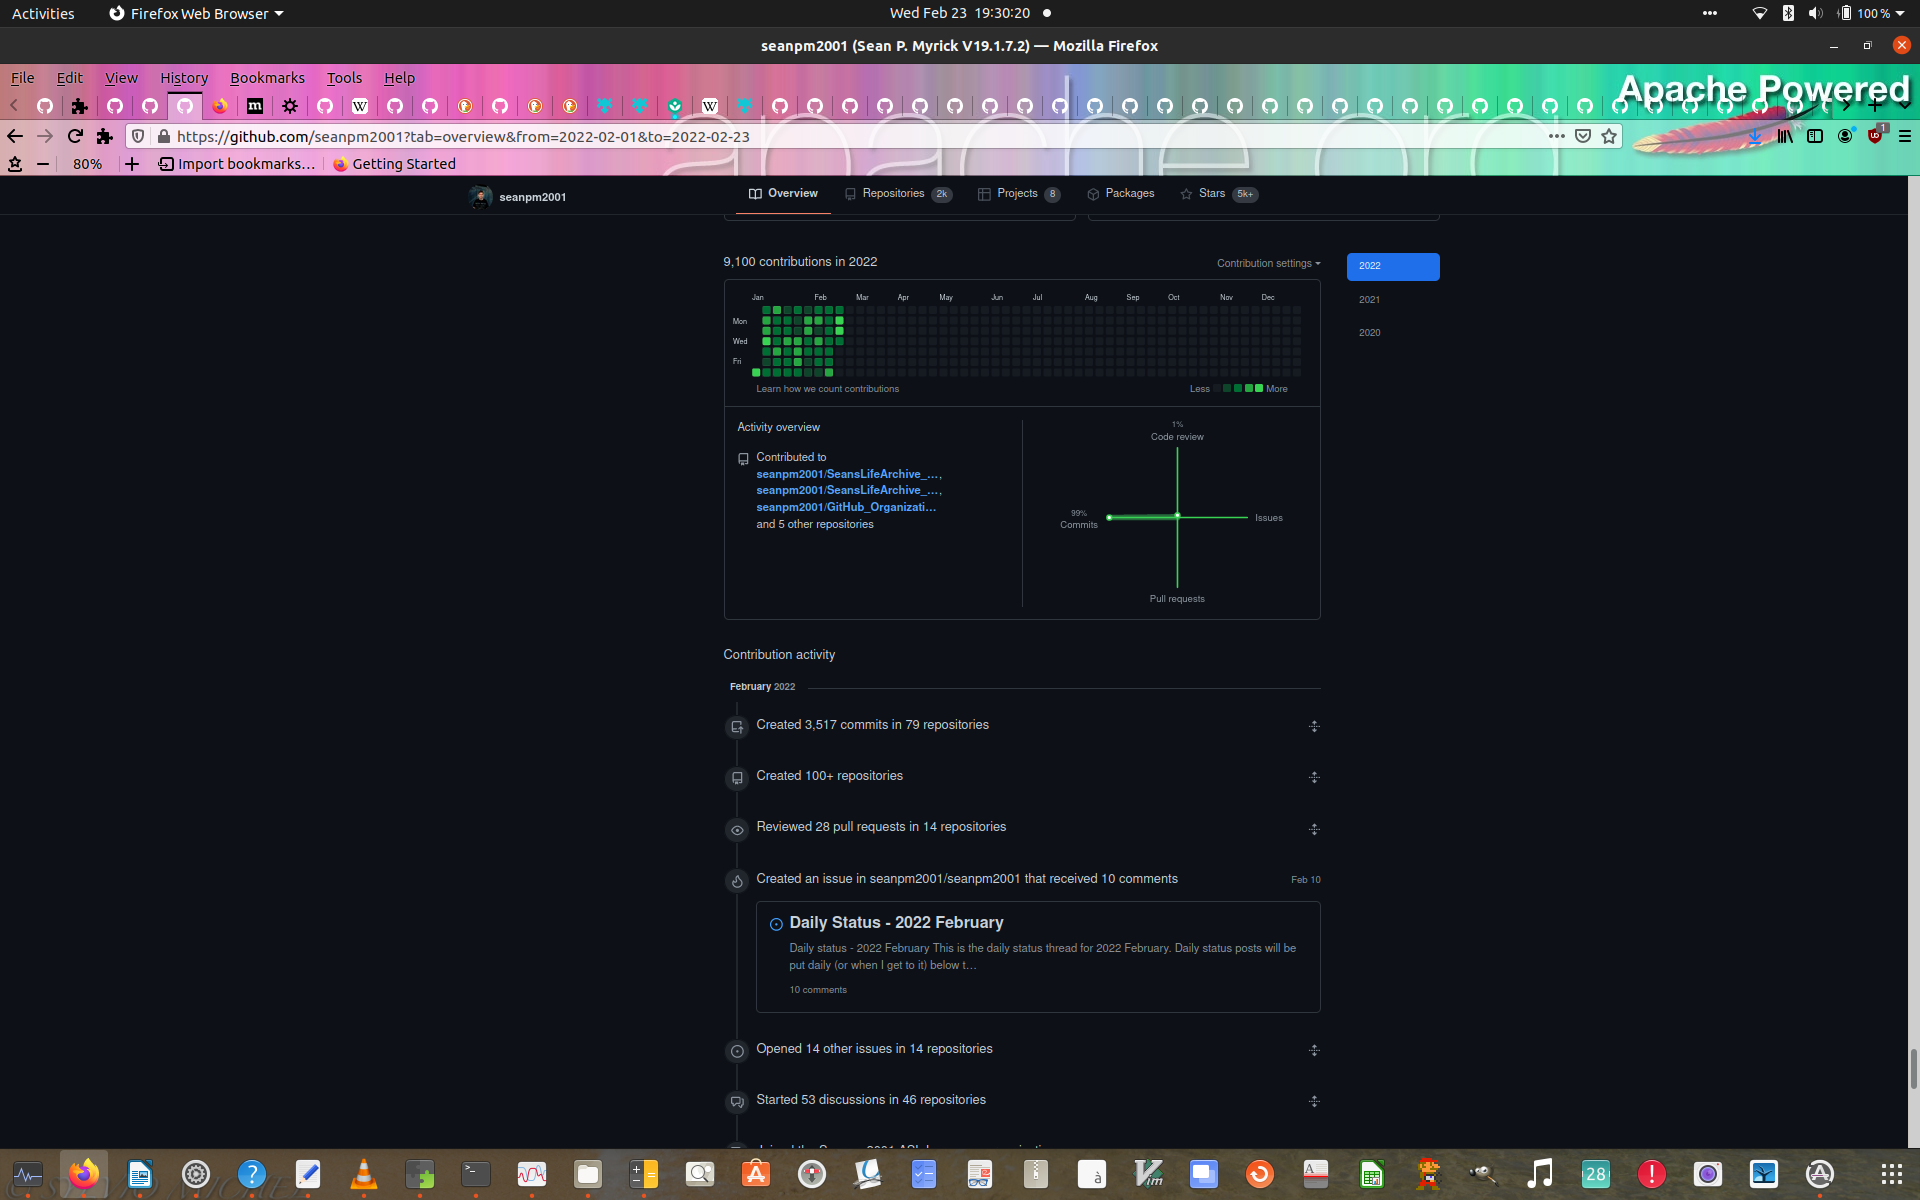 Activities
Firefox Web Browser
Wed Feb 23 19:30:20
100 %
seanpm2001 (Sean P. Myrick V19.1.7.2) — Mozilla Firefox
File Edit View History Bookmarks Tools Help
Apache Powered
https://github.com/seanpm2001?tab=overview&from=2022-02-01&to=2022-02-23
80%
Import bookmarks…
Getting Started
seanpm2001
Overview
Repositories 2k
Projects 8
Packages
Stars 5k+
9,100 contributions in 2022
Contribution settings
2022
2021
2020
Jan Feb Mar Apr May Jun Jul Aug Sep Oct Nov Dec
Mon
Wed
Fri
Learn how we count contributions
Less
More
Activity overview
Contributed to
seanpm2001/SeansLifeArchive_…,
seanpm2001/SeansLifeArchive_…,
seanpm2001/GitHub_Organizati…
and 5 other repositories
1%
Code review
99%
Commits
Issues
Pull requests
Contribution activity
February 2022
Created 3,517 commits in 79 repositories
Created 100+ repositories
Reviewed 28 pull requests in 14 repositories
Created an issue in seanpm2001/seanpm2001 that received 10 comments
Feb 10
Daily Status - 2022 February
Daily status - 2022 February This is the daily status thread for 2022 February. Daily status posts will be
put daily (or when I get to it) below t…
10 comments
Opened 14 other issues in 14 repositories
Started 53 discussions in 46 repositories
28